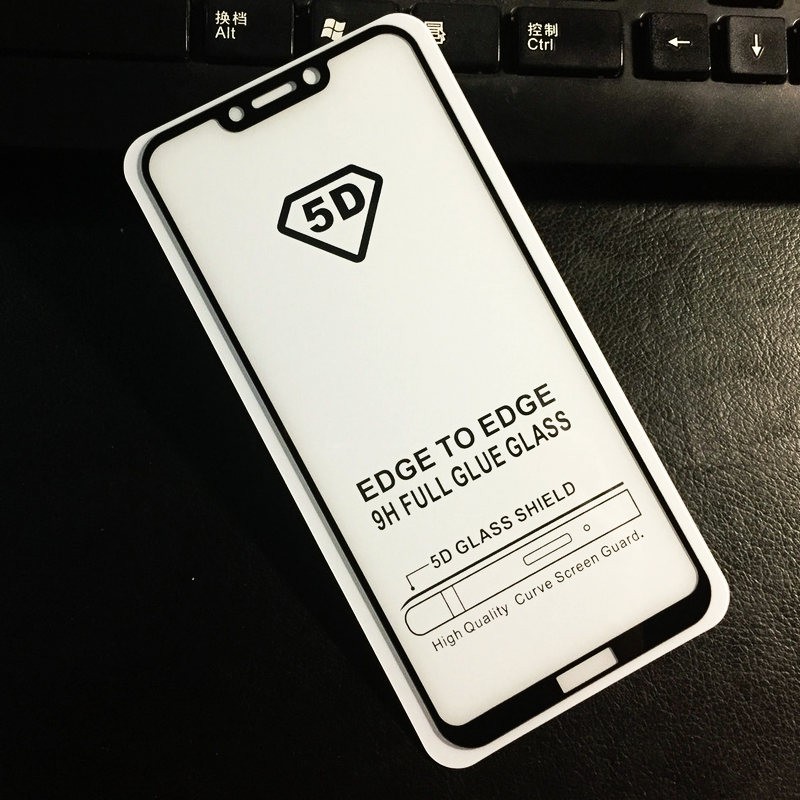 换档
Alt
控制
Ctrl
←
↓
5D
EDGE TO EDGE
9H FULL GLUE GLASS
5D GLASS SHIELD
High Quality Curve Screen Guard.